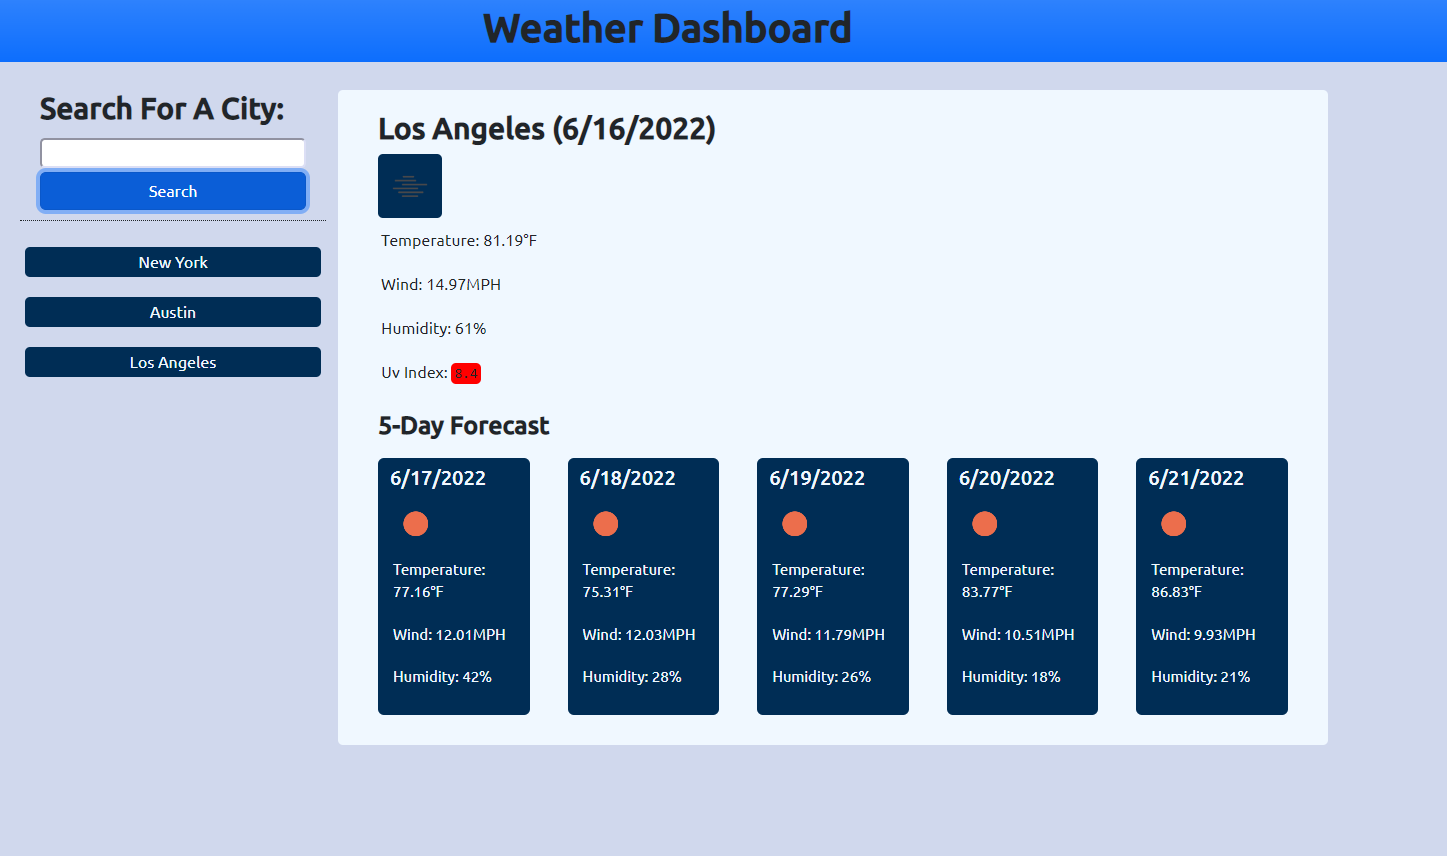 Weather Dashboard
Search For A City:
Search
New York
Austin
Los Angeles
Los Angeles (6/16/2022)
Temperature: 81.19°F
Wind: 14.97MPH
Humidity: 61%
Uv Index: 8.4
5-Day Forecast
6/17/2022
Temperature:
77.16°F
Wind: 12.01MPH
Humidity: 42%
6/18/2022
Temperature:
75.31°F
Wind: 12.03MPH
Humidity: 28%
6/19/2022
Temperature:
77.29°F
Wind: 11.79MPH
Humidity: 26%
6/20/2022
Temperature:
83.77°F
Wind: 10.51MPH
Humidity: 18%
6/21/2022
Temperature:
86.83°F
Wind: 9.93MPH
Humidity: 21%